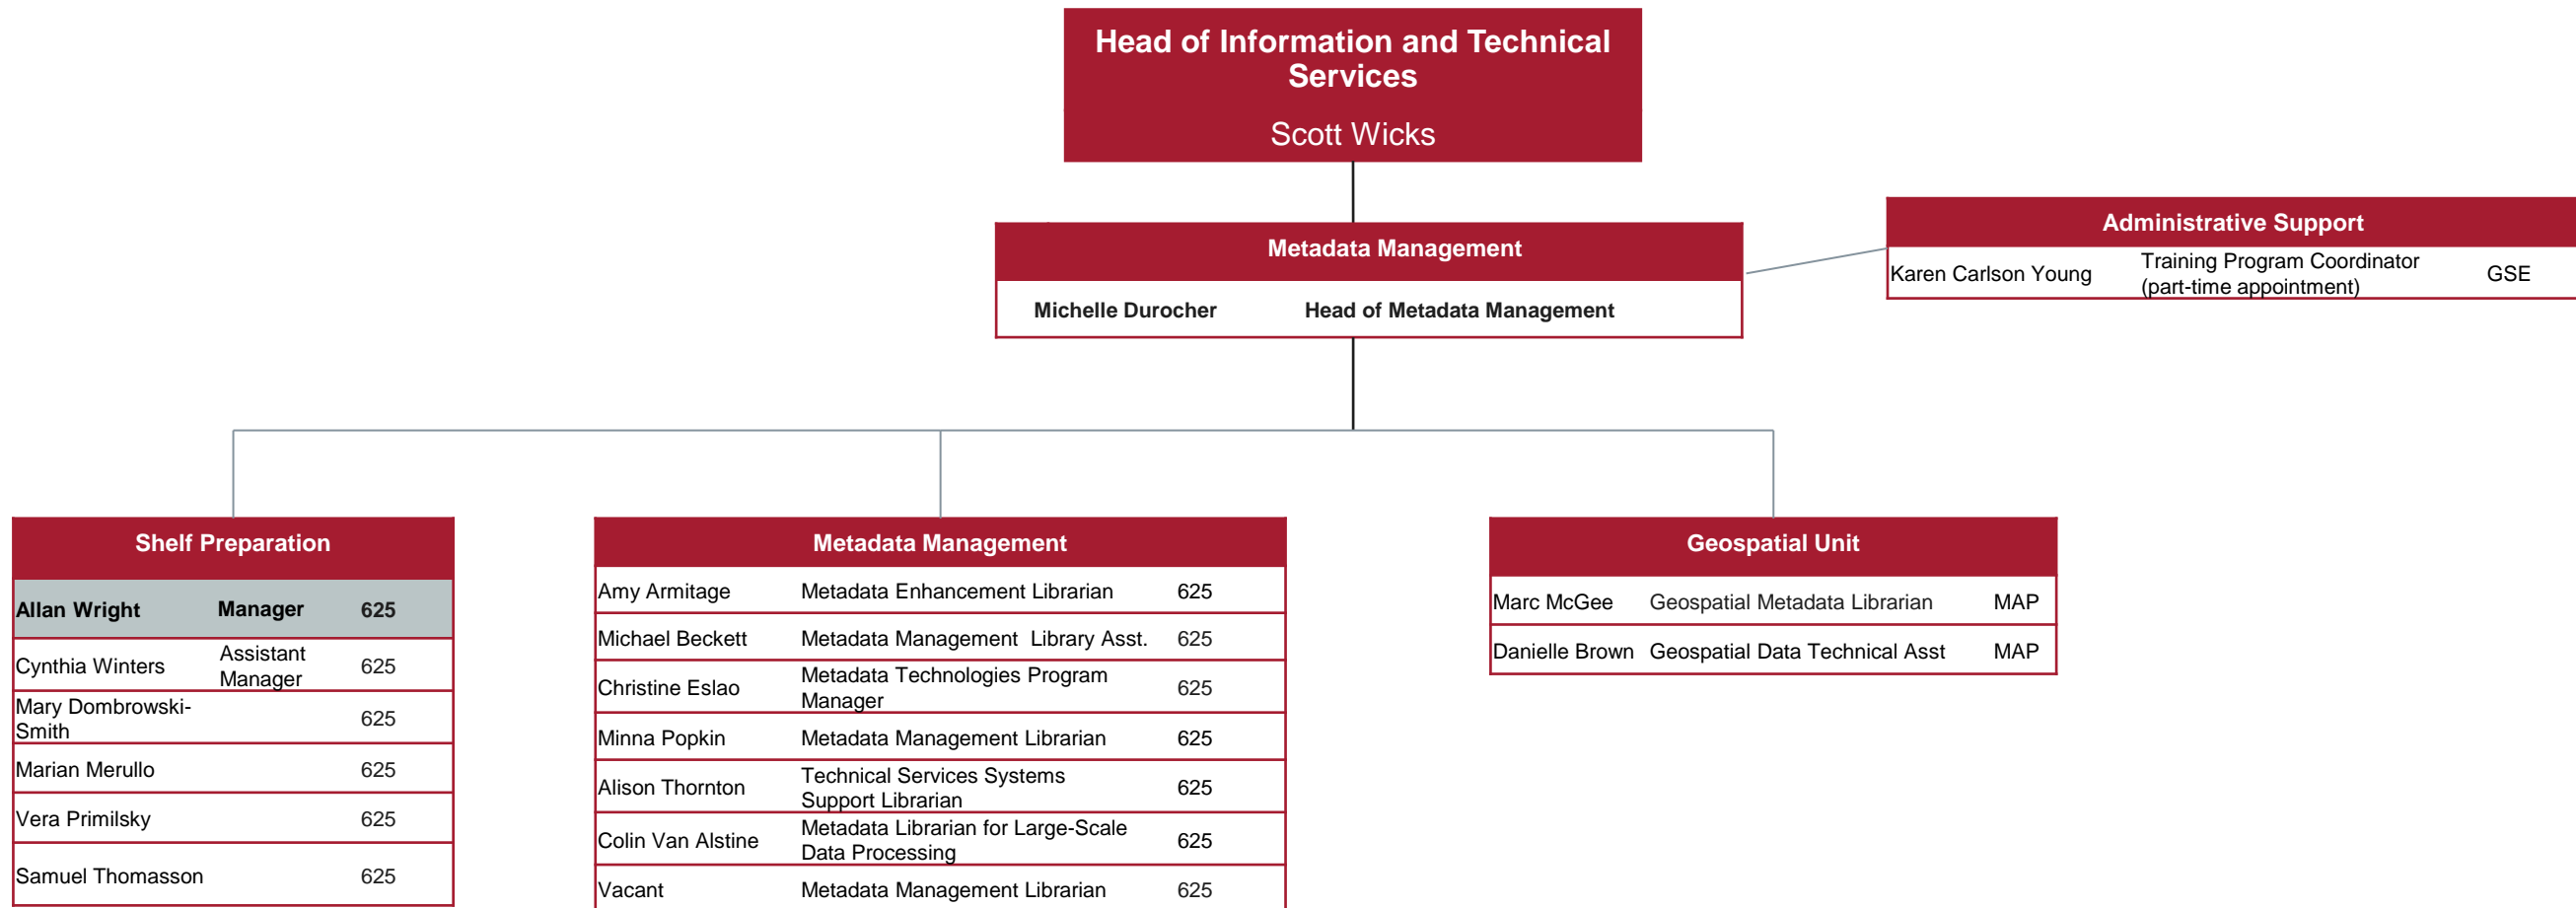 Head of Information and Technical
Services
Scott Wicks
Metadata Management
Michelle Durocher Head of Metadata Management
Administrative Support
Karen Carlson Young Training Program Coordinator (part-time appointment) GSE
Shelf Preparation
Allan Wright Manager 625
Cynthia Winters Assistant Manager 625
Mary Dombrowski-Smith 625
Marian Merullo 625
Vera Primilsky 625
Samuel Thomasson 625
Metadata Management
Amy Armitage Metadata Enhancement Librarian 625
Michael Beckett Metadata Management Library Asst. 625
Christine Eslao Metadata Technologies Program Manager 625
Minna Popkin Metadata Management Librarian 625
Alison Thornton Technical Services Systems Support Librarian 625
Colin Van Alstine Metadata Librarian for Large-Scale Data Processing 625
Vacant Metadata Management Librarian 625
Geospatial Unit
Marc McGee Geospatial Metadata Librarian MAP
Danielle Brown Geospatial Data Technical Asst MAP